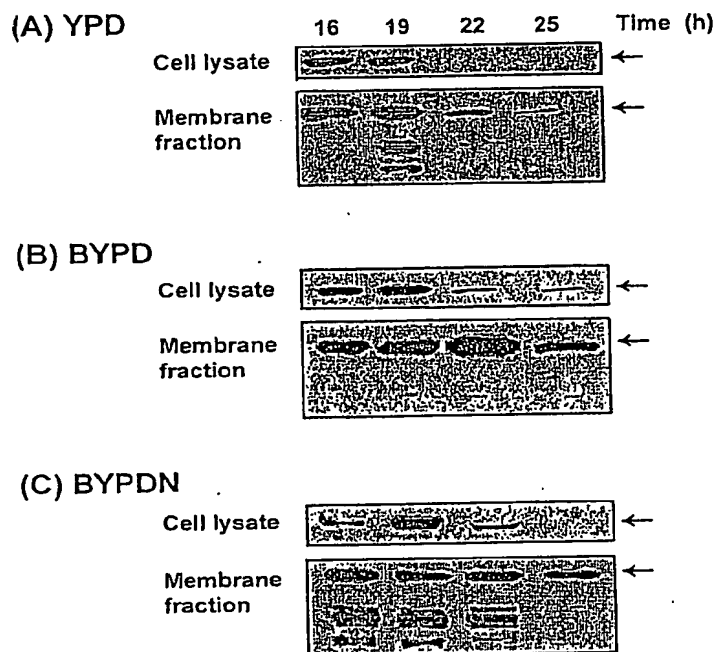 (A) YPD 16 19 22 25 Time (h)
Cell lysate
Membrane
fraction
(B) BYPD
Cell lysate
Membrane
fraction
(C) BYPDN
Cell lysate
Membrane
fraction